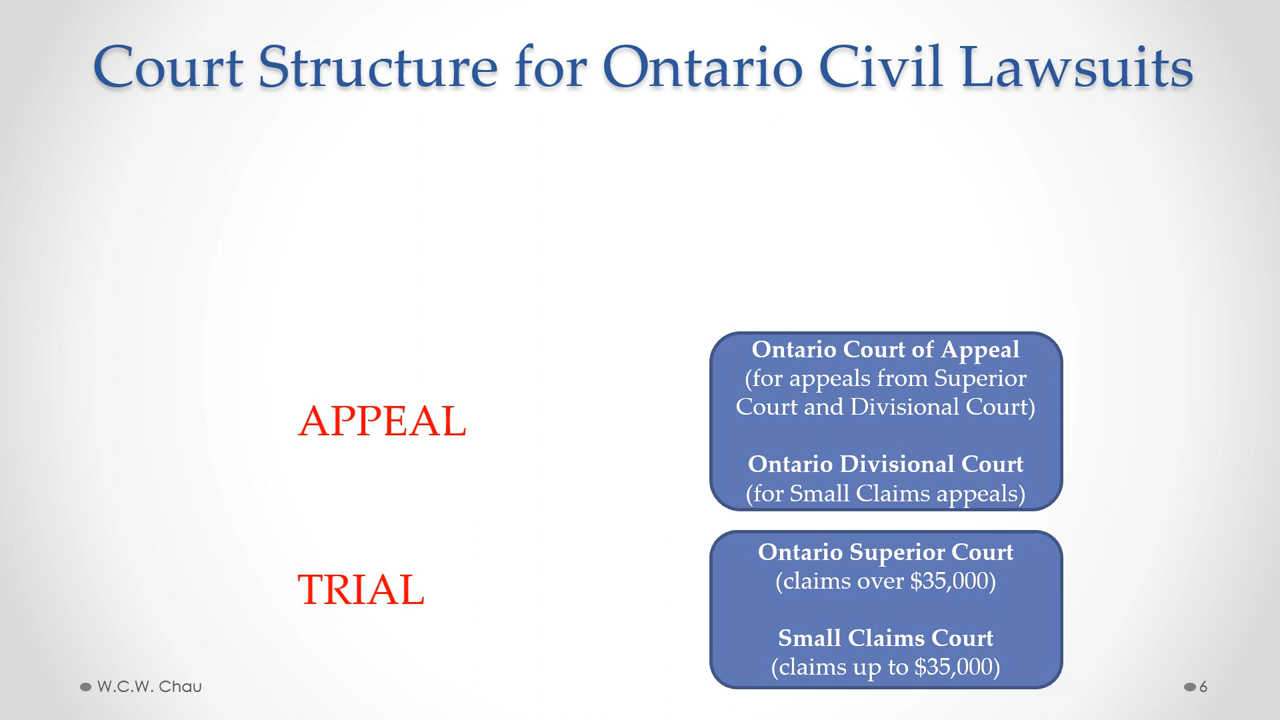 Court Structure for Ontario Civil Lawsuits
Ontario Court of Appeal
(for appeals from Superior
Court and Divisional Court)
APPEAL
Ontario Divisional Court
(for Small Claims appeals)
Ontario Superior Court
(claims over $35,000)
TRIAL
Small Claims Court
(claims up to $35,000)
W.C.W. Chau
6